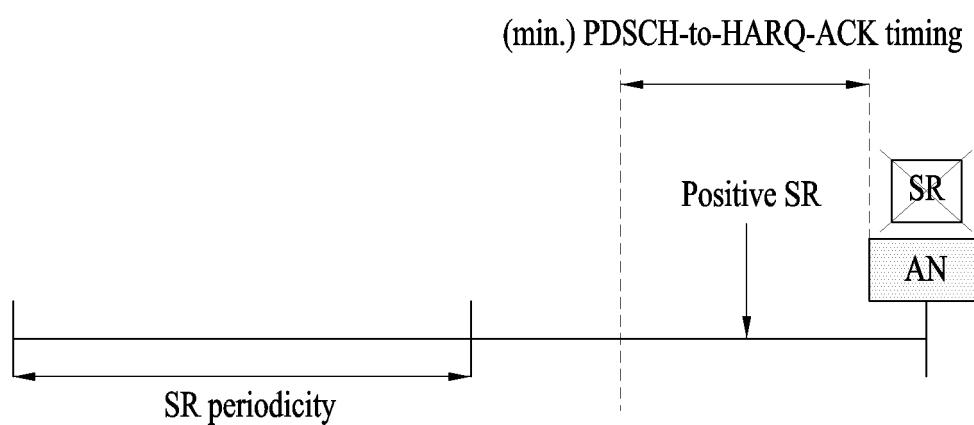 (min.) PDSCH-to-HARQ-ACK timing
SR
Positive SR
AN
SR periodicity